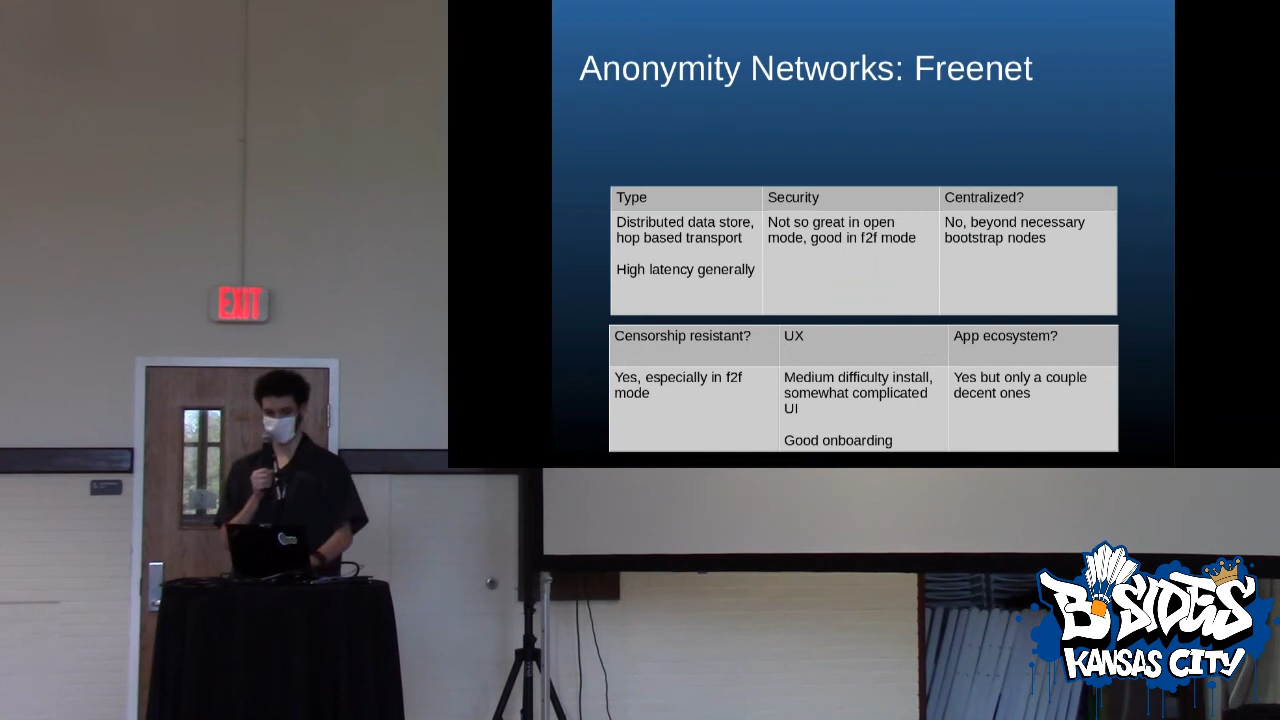 Anonymity Networks: Freenet
Type
Security
Centralized?
Distributed data store,
hop based transport
High latency generally
Not so great in open
mode, good in f2f mode
No, beyond necessary
bootstrap nodes
Censorship resistant?
UX
App ecosystem?
Yes, especially in f2f
mode
Medium difficulty install,
somewhat complicated
UI
Good onboarding
Yes but only a couple
decent ones
EXIT
BSIDES
KANSAS CITY